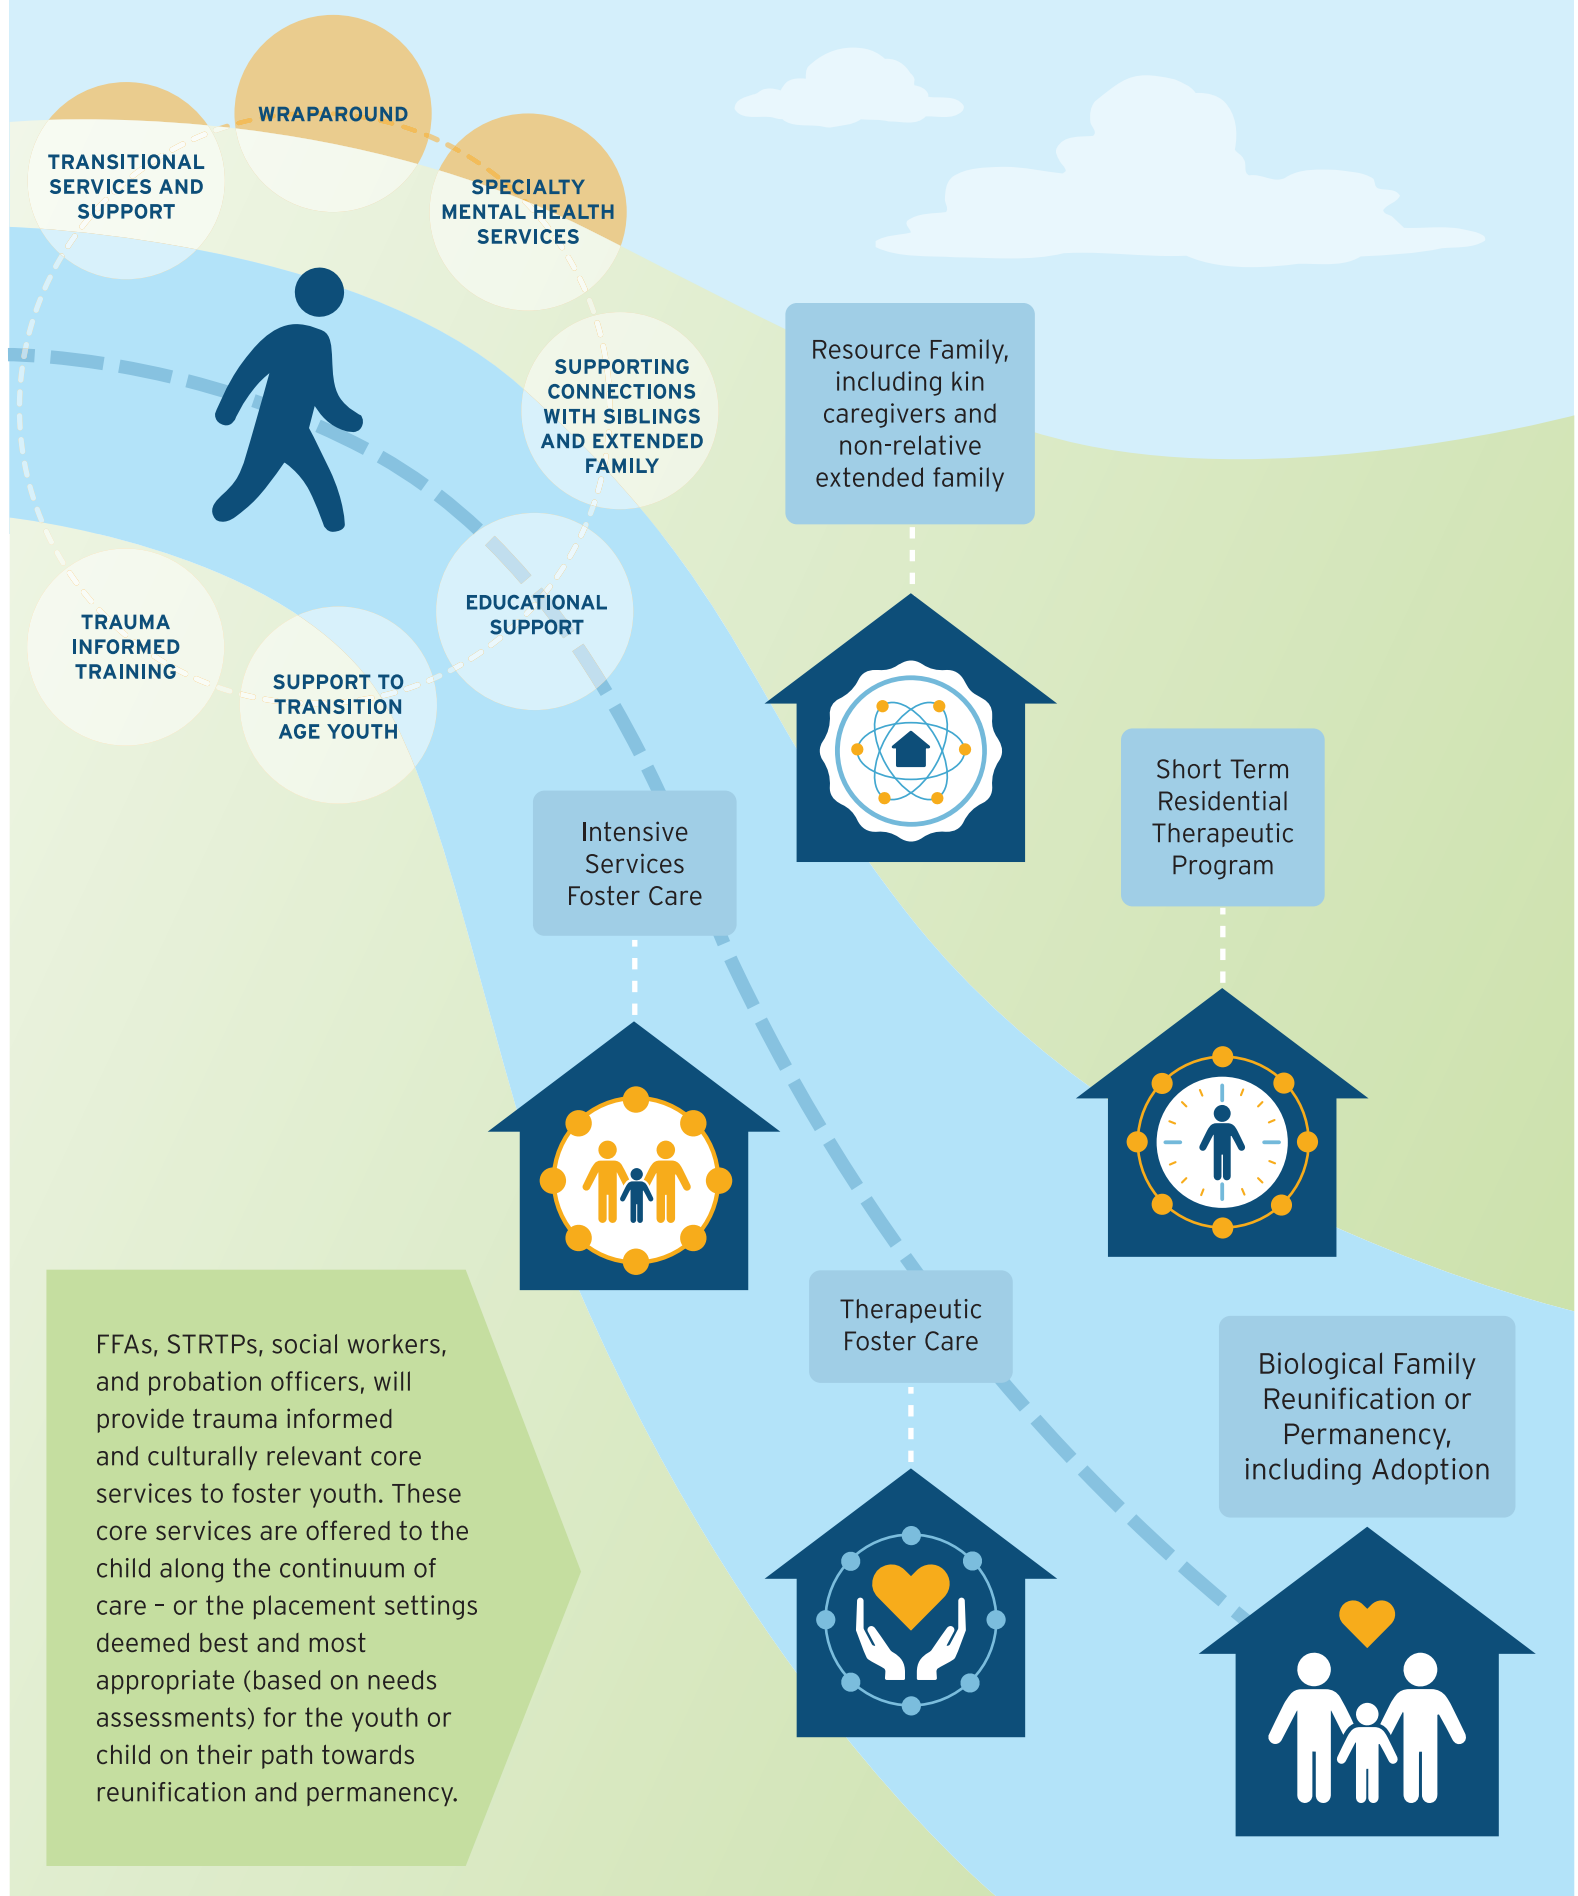 WRAPAROUND
TRANSITIONAL
SERVICES AND
SUPPORT
SPECIALTY
MENTAL HEALTH
SERVICES
SUPPORTING
CONNECTIONS
WITH SIBLINGS
AND EXTENDED
FAMILY
EDUCATIONAL
SUPPORT
SUPPORT TO
TRANSITION
AGE YOUTH
TRAUMA
INFORMED
TRAINING
Resource Family,
including kin
caregivers and
non-relative
extended family
Intensive
Services
Foster Care
Short Term
Residential
Therapeutic
Program
Therapeutic
Foster Care
Biological Family
Reunification or
Permanency,
including Adoption
FFAs, STRTPs, social workers,
and probation officers, will
provide trauma informed
and culturally relevant core
services to foster youth. These
core services are offered to the
child along the continuum of
care – or the placement settings
deemed best and most
appropriate (based on needs
assessments) for the youth or
child on their path towards
reunification and permanency.